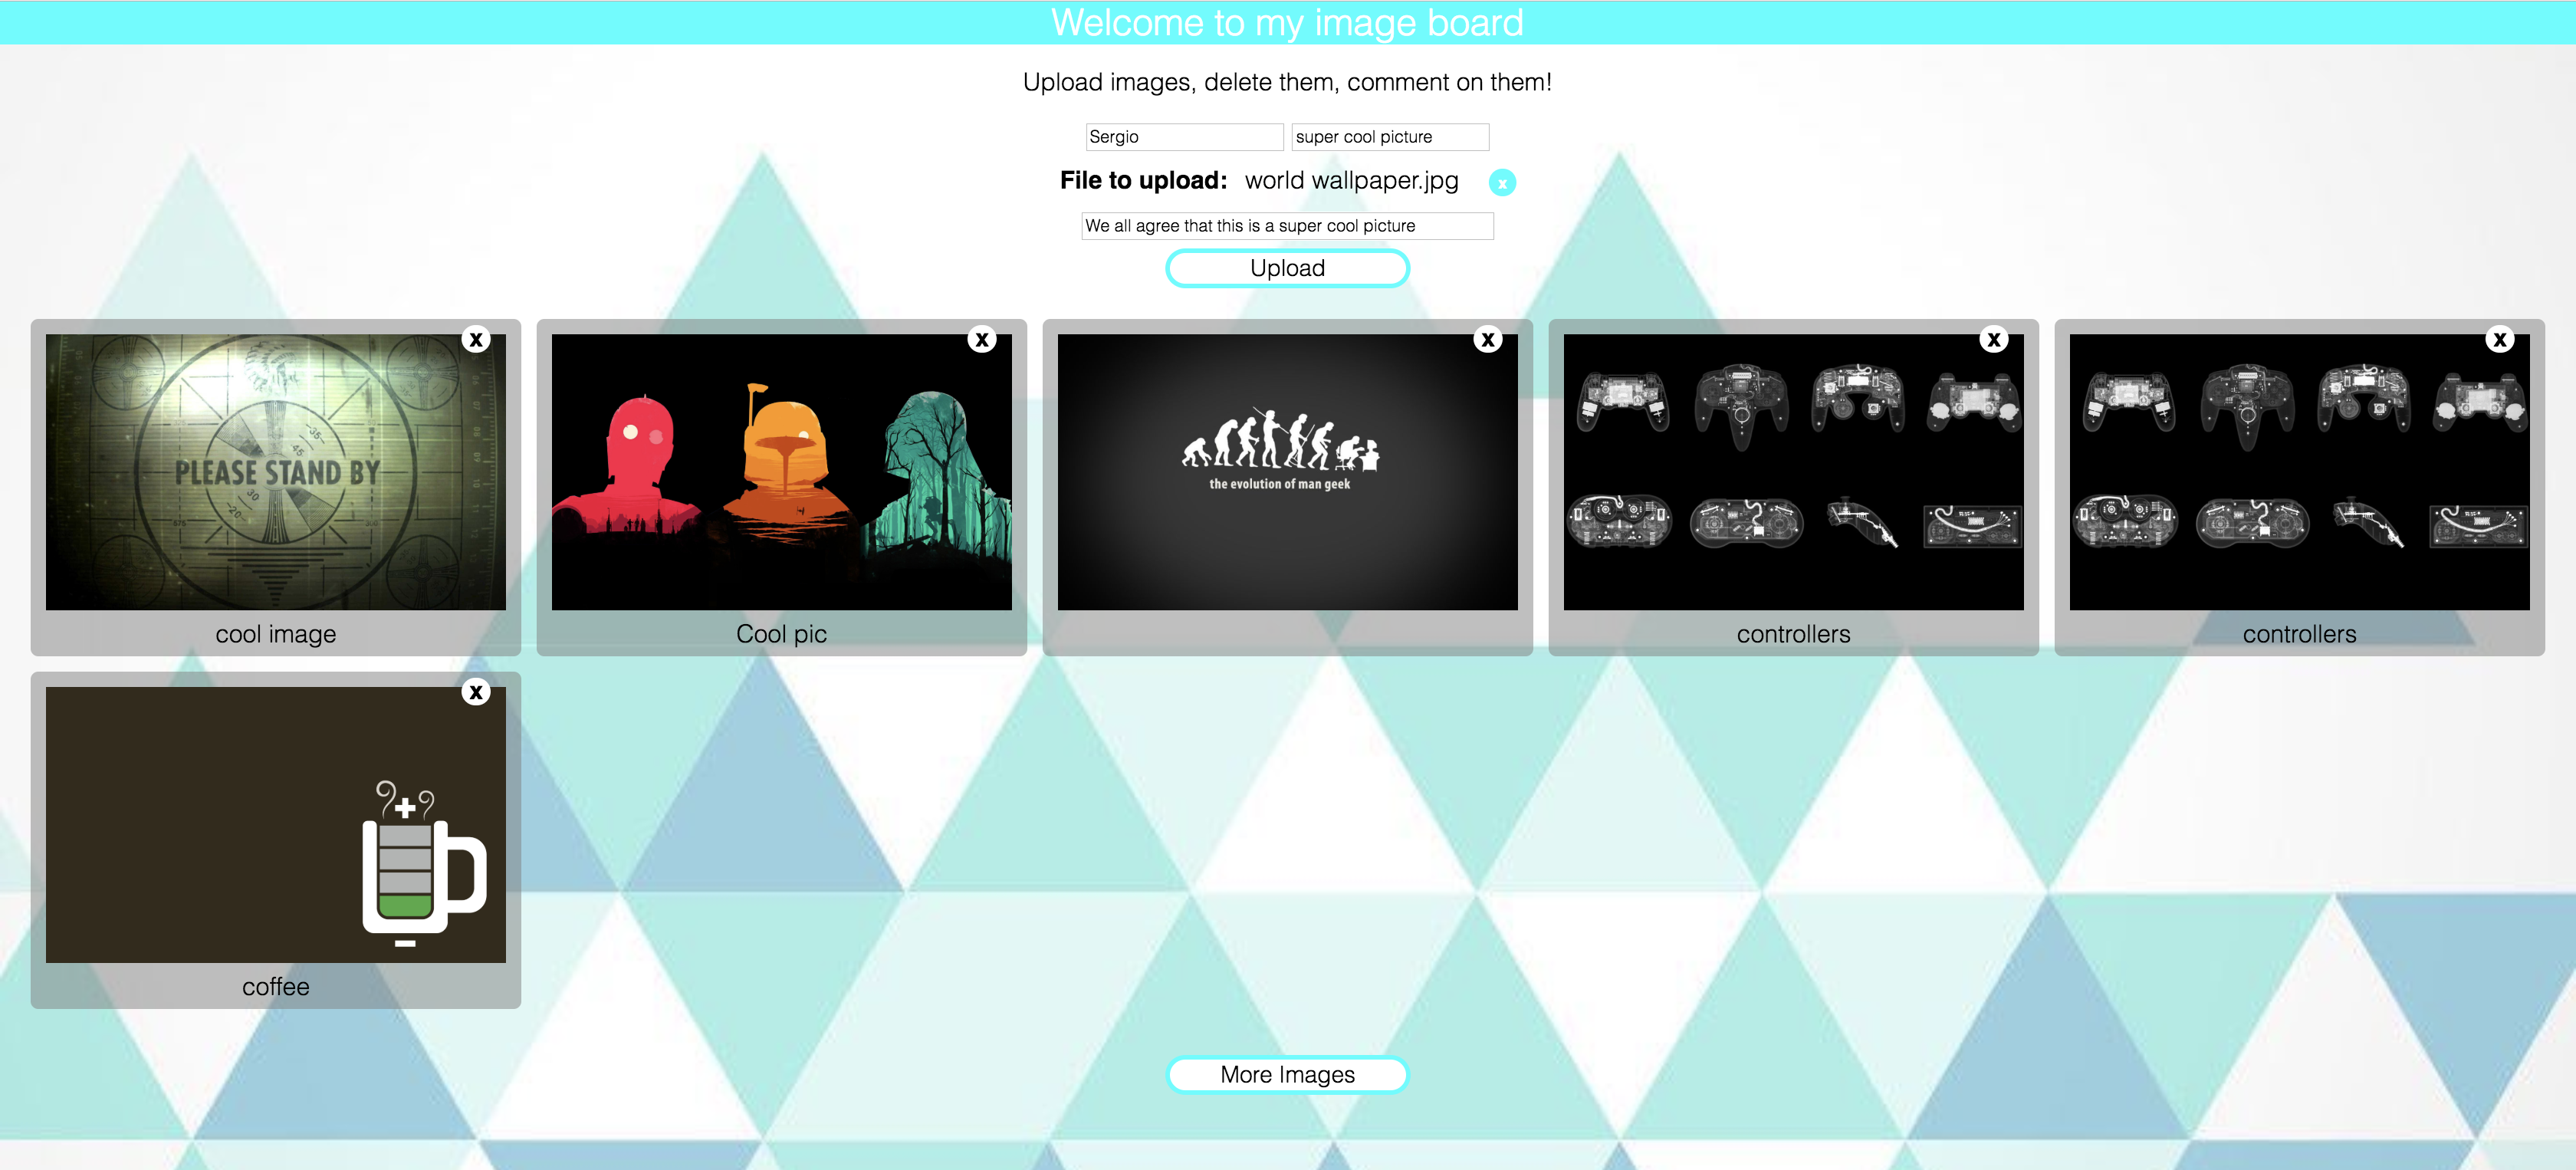 Welcome to my image board
Upload images, delete them, comment on them!
Sergio super cool picture
File to upload: world wallpaper.jpg x
We all agree that this is a super cool picture
Upload
x x x x x
PLEASE STAND BY
the evolution of man geek
cool image Cool pic controllers controllers
x
coffee
More Images